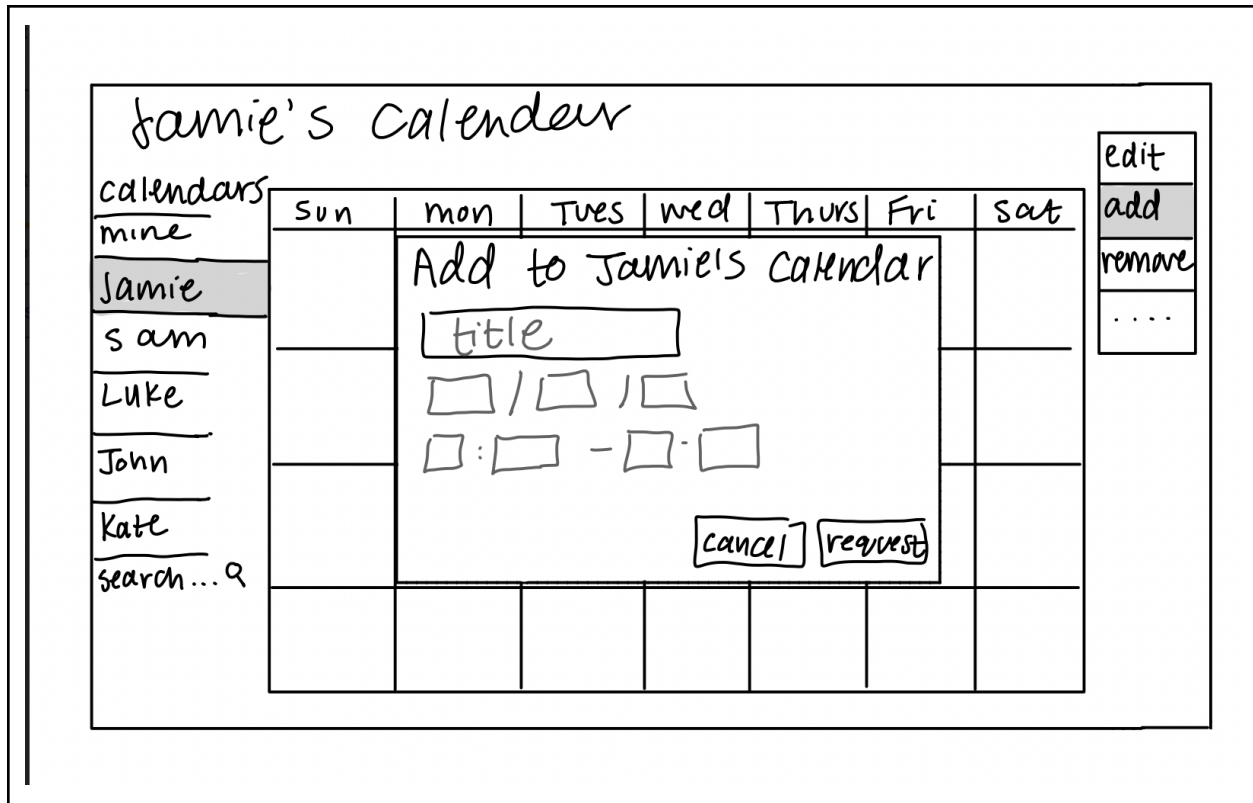 Jamie's Calendar
calendars
mine
Jamie
sam
Luke
John
Kate
search...
Sun mon Tues wed Thurs Fri Sat
Add to Jamie's Calendar
title
/ /
: - :
cancel request
edit
add
remove
....